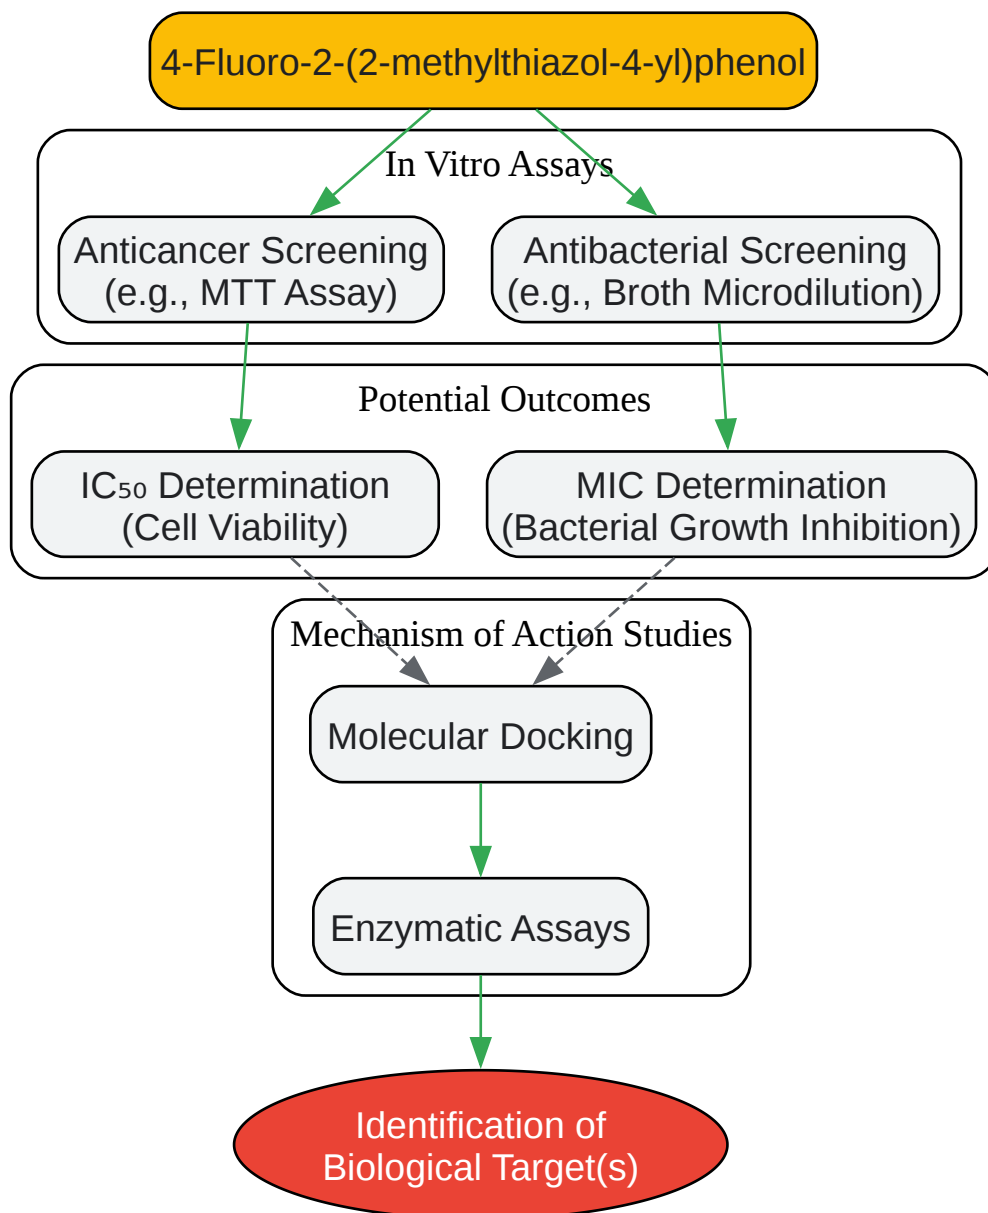 4-Fluoro-2-(2-methylthiazol-4-yl)phenol
In Vitro Assays
Anticancer Screening
(e.g., MTT Assay)
Antibacterial Screening
(e.g., Broth Microdilution)
Potential Outcomes
IC₅₀ Determination
(Cell Viability)
MIC Determination
(Bacterial Growth Inhibition)
Mechanism of Action Studies
Molecular Docking
Enzymatic Assays
Identification of
Biological Target(s)